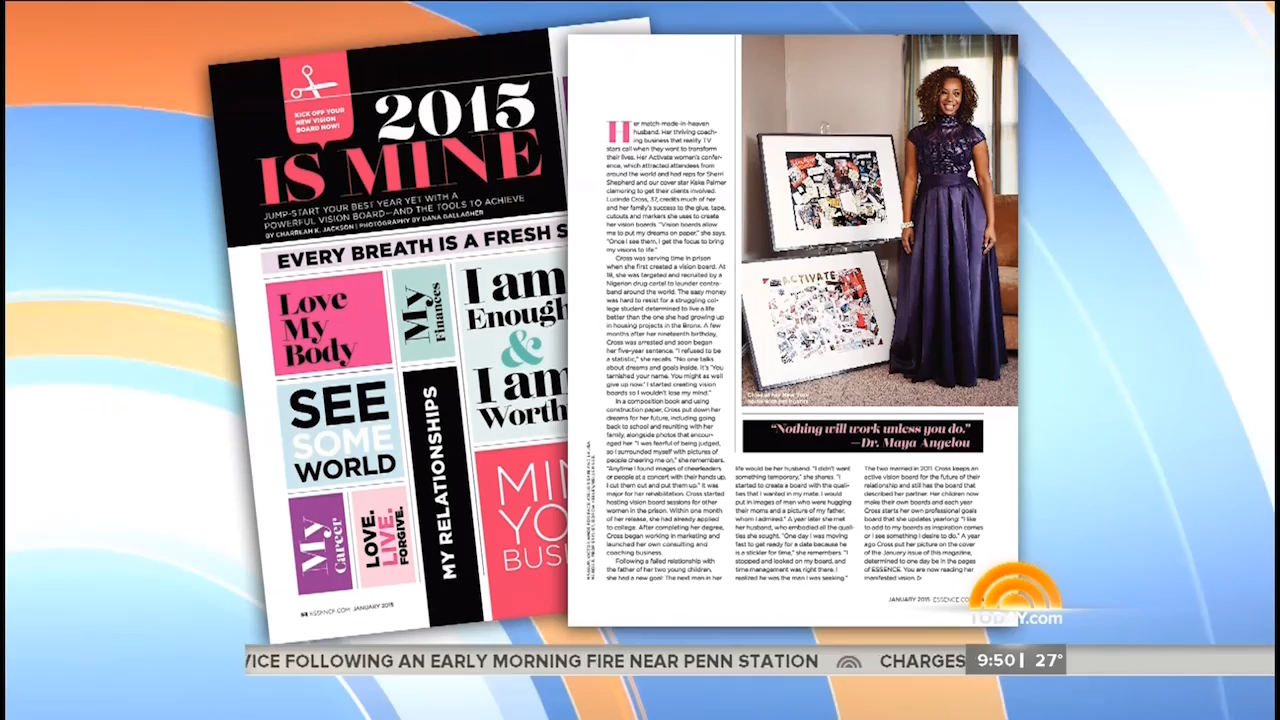 KICK OFF YOUR
NEW VISION
BOARD NOW!
2015
IS MINE
JUMP-START YOUR BEST YEAR YET WITH A
POWERFUL VISION BOARD—AND THE TOOLS TO ACHIEVE
BY CHARREAH K. JACKSON | PHOTOGRAPHY BY DANA GALLAGHER
EVERY BREATH IS A FRESH S
Love
My
Body
My
Finances
I am
Enough
&
I am
Worth
SEE
SOME
WORLD
MY RELATIONSHIPS
My
Career
LOVE.
LIVE.
FORGIVE.
MIN
YO
BUSI
ESSENCE.COM JANUARY 2015
Her match-made-in-heaven
husband. Her thriving coach-
ing business that reality TV
stars call when they want to transform
their lives. Her Activate women's confer-
ence, which attracted attendees from
around the world and had reps for Sherri
Shepherd and our cover star Keke Palmer
clamoring to get their clients involved.
Lucinda Cross, 37, credits much of her
and her family's success to the glue, tape,
cutouts and markers she uses to create
her vision boards. "Vision boards allow
me to put my dreams on paper," she says.
"Once I see them, I get the focus to bring
my visions to life."
Cross was serving time in prison
when she first created a vision board. At
18, she was targeted and recruited by a
Nigerian drug cartel to launder contra-
band around the world. The easy money
was hard to resist for a struggling col-
lege student determined to live a life
better than the one she had growing up
in housing projects in the Bronx. A few
months after her nineteenth birthday,
Cross was arrested and soon began
her five-year sentence. "I refused to be
a statistic," she recalls. "No one talks
about dreams and goals inside. It's 'You
tarnished your name. You might as well
give up now.' I started creating vision
boards so I wouldn't lose my mind."
In a composition book and using
construction paper, Cross put down her
dreams for her future, including going
back to school and reuniting with her
family, alongside photos that encour-
aged her. "I was fearful of being judged,
so I surrounded myself with pictures of
people cheering me on," she remembers.
"Anytime I found images of cheerleaders
or people at a concert with their hands up,
I cut them out and put them up." It was
major for her rehabilitation. Cross started
hosting vision board sessions for other
women in the prison. Within one month
of her release, she had already applied
to college. After completing her degree,
Cross began working in marketing and
launched her own consulting and
coaching business.
Following a failed relationship with
the father of her two young children,
she had a new goal: The next man in her
ACTIVATE
"Nothing will work unless you do."
—Dr. Maya Angelou
life would be her husband. "I didn't want
something temporary," she shares. "I
started to create a board with the quali-
ties that I wanted in my mate. I would
put in images of men who were hugging
their moms and a picture of my father,
whom I admired." A year later she met
her husband, who embodied all the quali-
ties she sought. "One day I was moving
fast to get ready for a date because he
is a stickler for time," she remembers. "I
stopped and looked on my board, and
time management was right there. I
realized he was the man I was seeking."
The two married in 2011. Cross keeps an
active vision board for the future of their
relationship and still has the board that
described her partner. Her children now
make their own boards and each year
Cross starts her own professional goals
board that she updates yearlong: "I like
to add to my boards as inspiration comes
or I see something I desire to do." A year
ago Cross put her picture on the cover
of the January issue of this magazine,
determined to one day be in the pages
of ESSENCE. You are now reading her
manifested vision.
JANUARY 2015 ESSENCE.CO
TODAY.com
VICE FOLLOWING AN EARLY MORNING FIRE NEAR PENN STATION CHARGES 9:50 | 27°